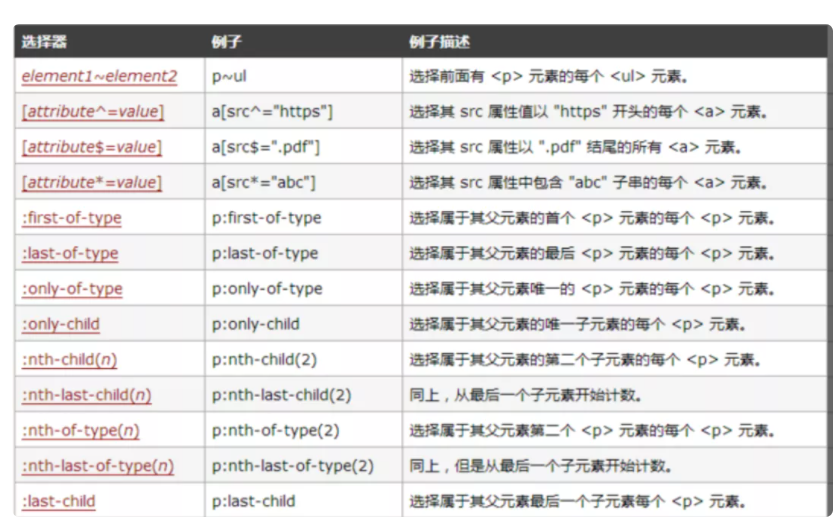 选择器 例子 例子描述
element1~element2 p~ul 选择前面有 <p> 元素的每个 <ul> 元素。
[attribute^=value] a[src^="https"] 选择其 src 属性值以 "https" 开头的每个 <a> 元素。
[attribute$=value] a[src$=".pdf"] 选择其 src 属性以 ".pdf" 结尾的所有 <a> 元素。
[attribute*=value] a[src*="abc"] 选择其 src 属性中包含 "abc" 子串的每个 <a> 元素。
:first-of-type p:first-of-type 选择属于其父元素的首个 <p> 元素的每个 <p> 元素。
:last-of-type p:last-of-type 选择属于其父元素的最后 <p> 元素的每个 <p> 元素。
:only-of-type p:only-of-type 选择属于其父元素唯一的 <p> 元素的每个 <p> 元素。
:only-child p:only-child 选择属于其父元素的唯一子元素的每个 <p> 元素。
:nth-child(n) p:nth-child(2) 选择属于其父元素的第二个子元素的每个 <p> 元素。
:nth-last-child(n) p:nth-last-child(2) 同上，从最后一个子元素开始计数。
:nth-of-type(n) p:nth-of-type(2) 选择属于其父元素第二个 <p> 元素的每个 <p> 元素。
:nth-last-of-type(n) p:nth-last-of-type(2) 同上，但是从最后一个子元素开始计数。
:last-child p:last-child 选择属于其父元素最后一个子元素每个 <p> 元素。